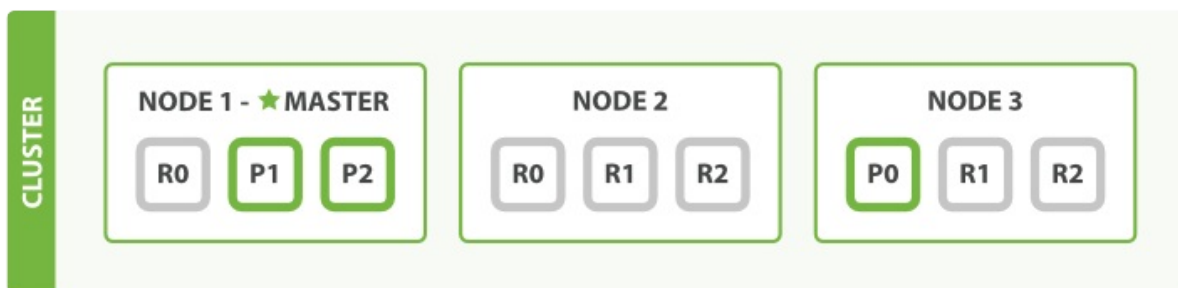 CLUSTER
NODE 1 - ★ MASTER
R0 P1 P2
NODE 2
R0 R1 R2
NODE 3
P0 R1 R2